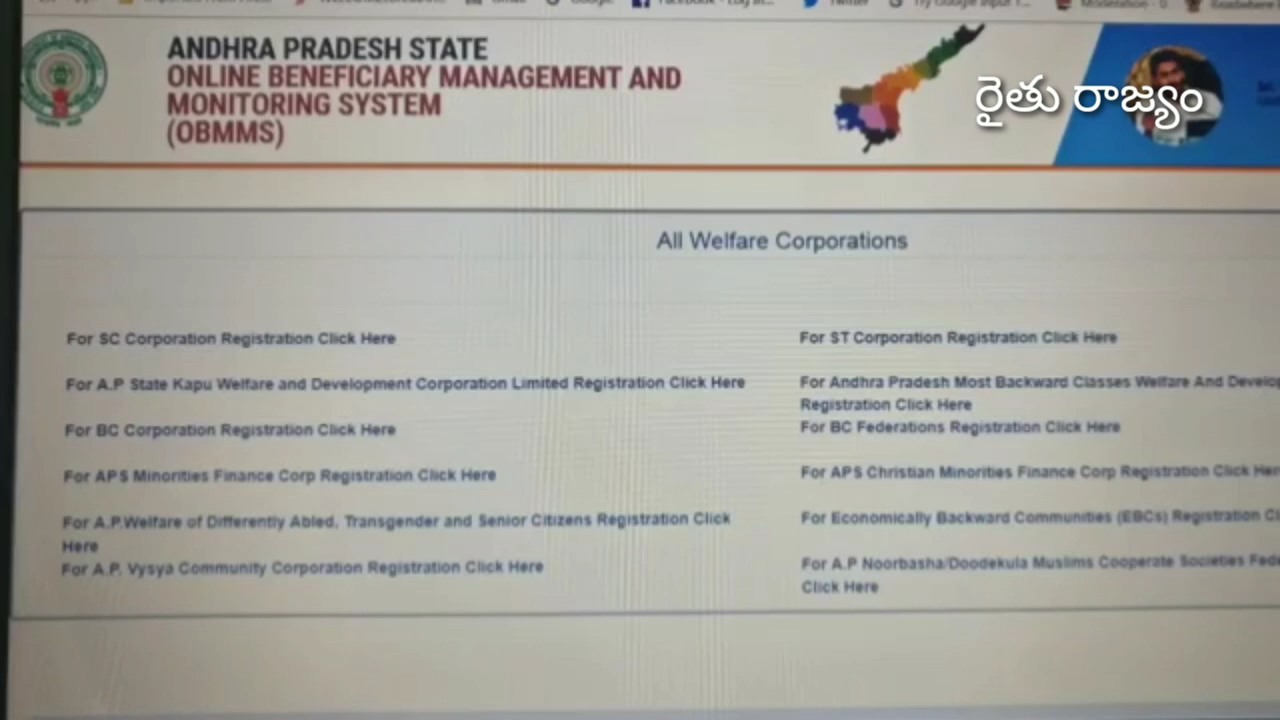 ANDHRA PRADESH STATE
ONLINE BENEFICIARY MANAGEMENT AND
MONITORING SYSTEM
(OBMMS)
రైతు రాజ్యం
All Welfare Corporations
For SC Corporation Registration Click Here
For ST Corporation Registration Click Here
For A.P State Kapu Welfare and Development Corporation Limited Registration Click Here
For Andhra Pradesh Most Backward Classes Welfare And
Registration Click Here
For BC Corporation Registration Click Here
For BC Federations Registration Click Here
For APS Minorities Finance Corp Registration Click Here
For APS Christian Minorities Finance Corp Registration Click
For A.P.Welfare of Differently Abled, Transgender and Senior Citizens Registration Click
Here
For Economically Backward Communities (EBCs) Registration
For A.P. Vysya Community Corporation Registration Click Here
For A.P Noorbasha/Doodekula Muslims Cooperate Societies
Click Here